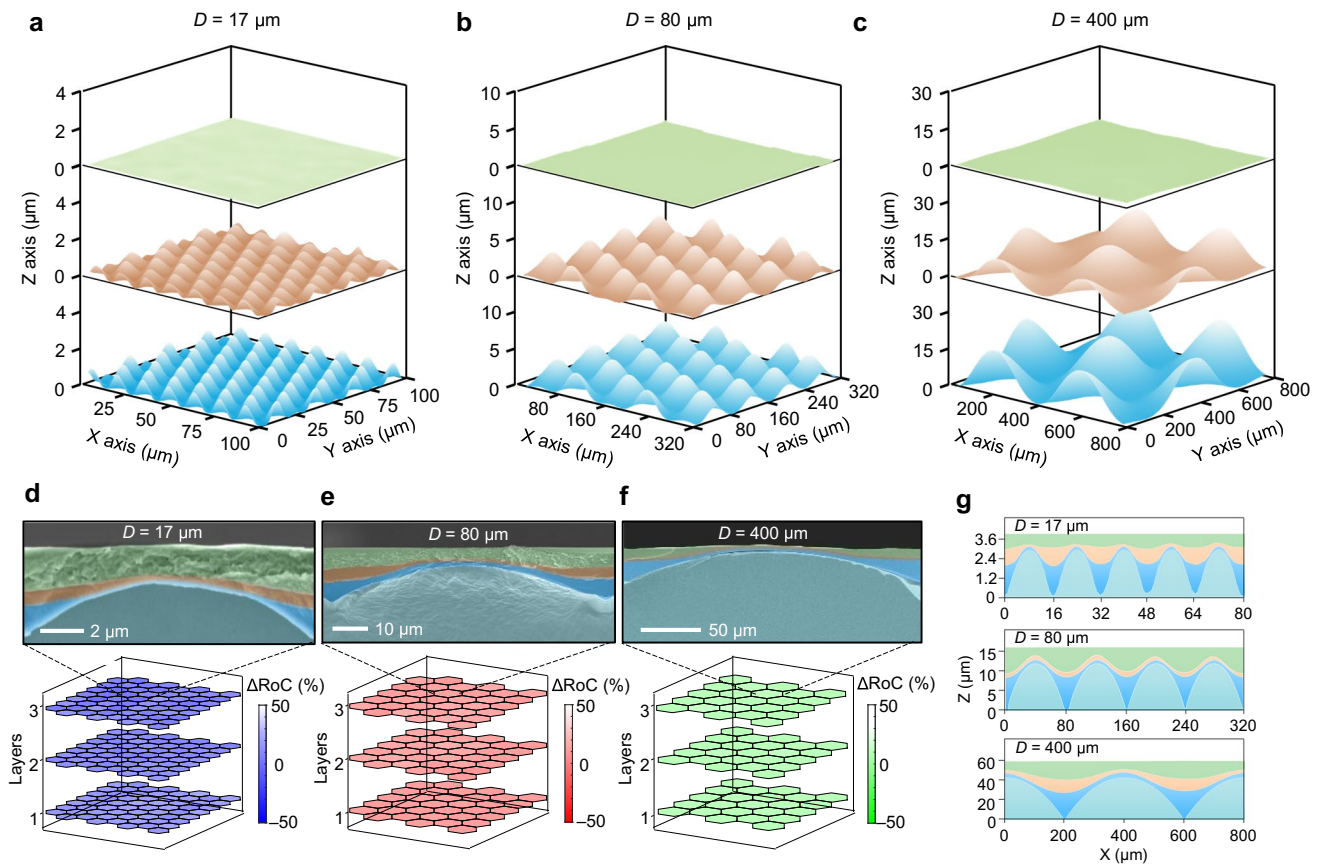 a
D = 17 µm
b
D = 80 µm
c
D = 400 µm
Z axis (µm)
4
2
0
4
2
0
4
2
0
25
50
75
100
X axis (µm)
0
25
50
75
100
Y axis (µm)
Z axis (µm)
10
5
0
10
5
0
10
5
0
80
160
240
320
X axis (µm)
0
80
160
240
320
Y axis (µm)
Z axis (µm)
30
15
0
30
15
0
30
15
0
200
400
600
800
X axis (µm)
0
200
400
600
800
Y axis (µm)
d
D = 17 µm
2 µm
e
D = 80 µm
10 µm
f
D = 400 µm
50 µm
Layers
3
2
1
ΔRoC (%)
50
0
–50
Layers
3
2
1
ΔRoC (%)
50
0
–50
Layers
3
2
1
ΔRoC (%)
50
0
–50
g
D = 17 µm
3.6
2.4
1.2
0
0 16 32 48 64 80
D = 80 µm
Z (µm)
15
10
5
0
0 80 160 240 320
D = 400 µm
60
40
20
0
0 200 400 600 800
X (µm)